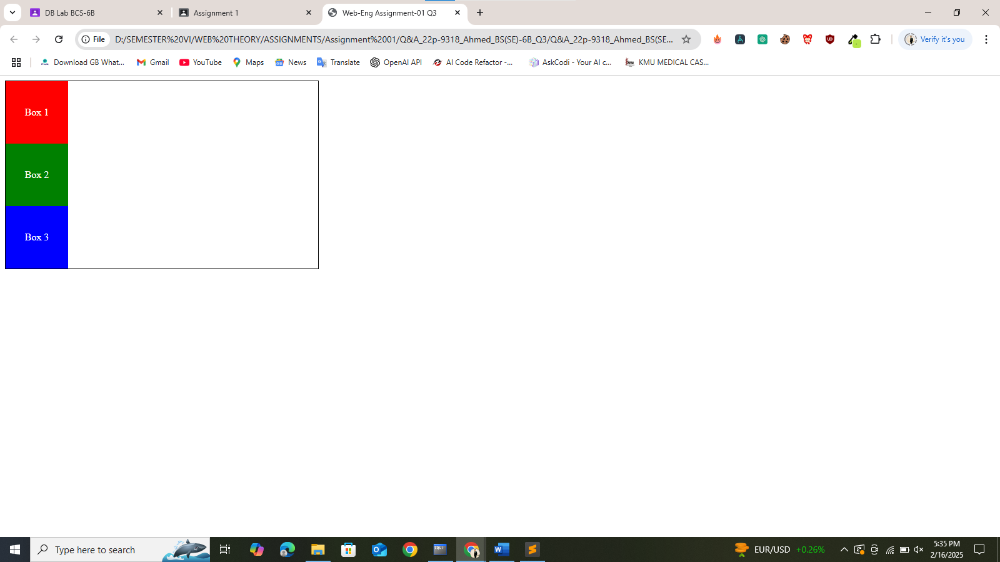 DB Lab BCS-6B
Assignment 1
Web-Eng Assignment-01 Q3
File
D:/SEMESTER%20VI/WEB%20THEORY/ASSIGNMENTS/Assignment%2001/Q&A_22p-9318_Ahmed_BS(SE)-6B_Q3/Q&A_22p-9318_Ahmed_BS(SE...
Verify it's you
Download GB What...
Gmail
YouTube
Maps
News
Translate
OpenAI API
AI Code Refactor -...
AskCodi - Your AI c...
KMU MEDICAL CAS...
Box 1
Box 2
Box 3
Type here to search
EUR/USD +0.26%
5:35 PM
2/16/2025